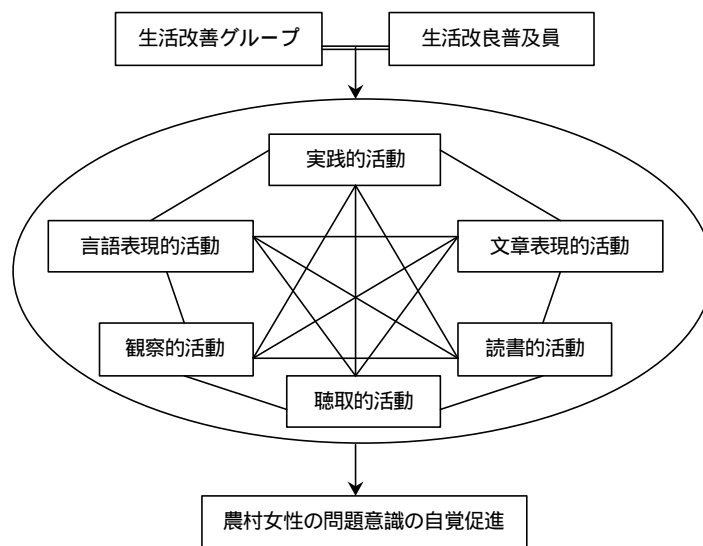 生活改善グループ
生活改良普及員
実践的活動
言語表現的活動
文章表現的活動
観察的活動
読書的活動
聴取的活動
農村女性の問題意識の自覚促進